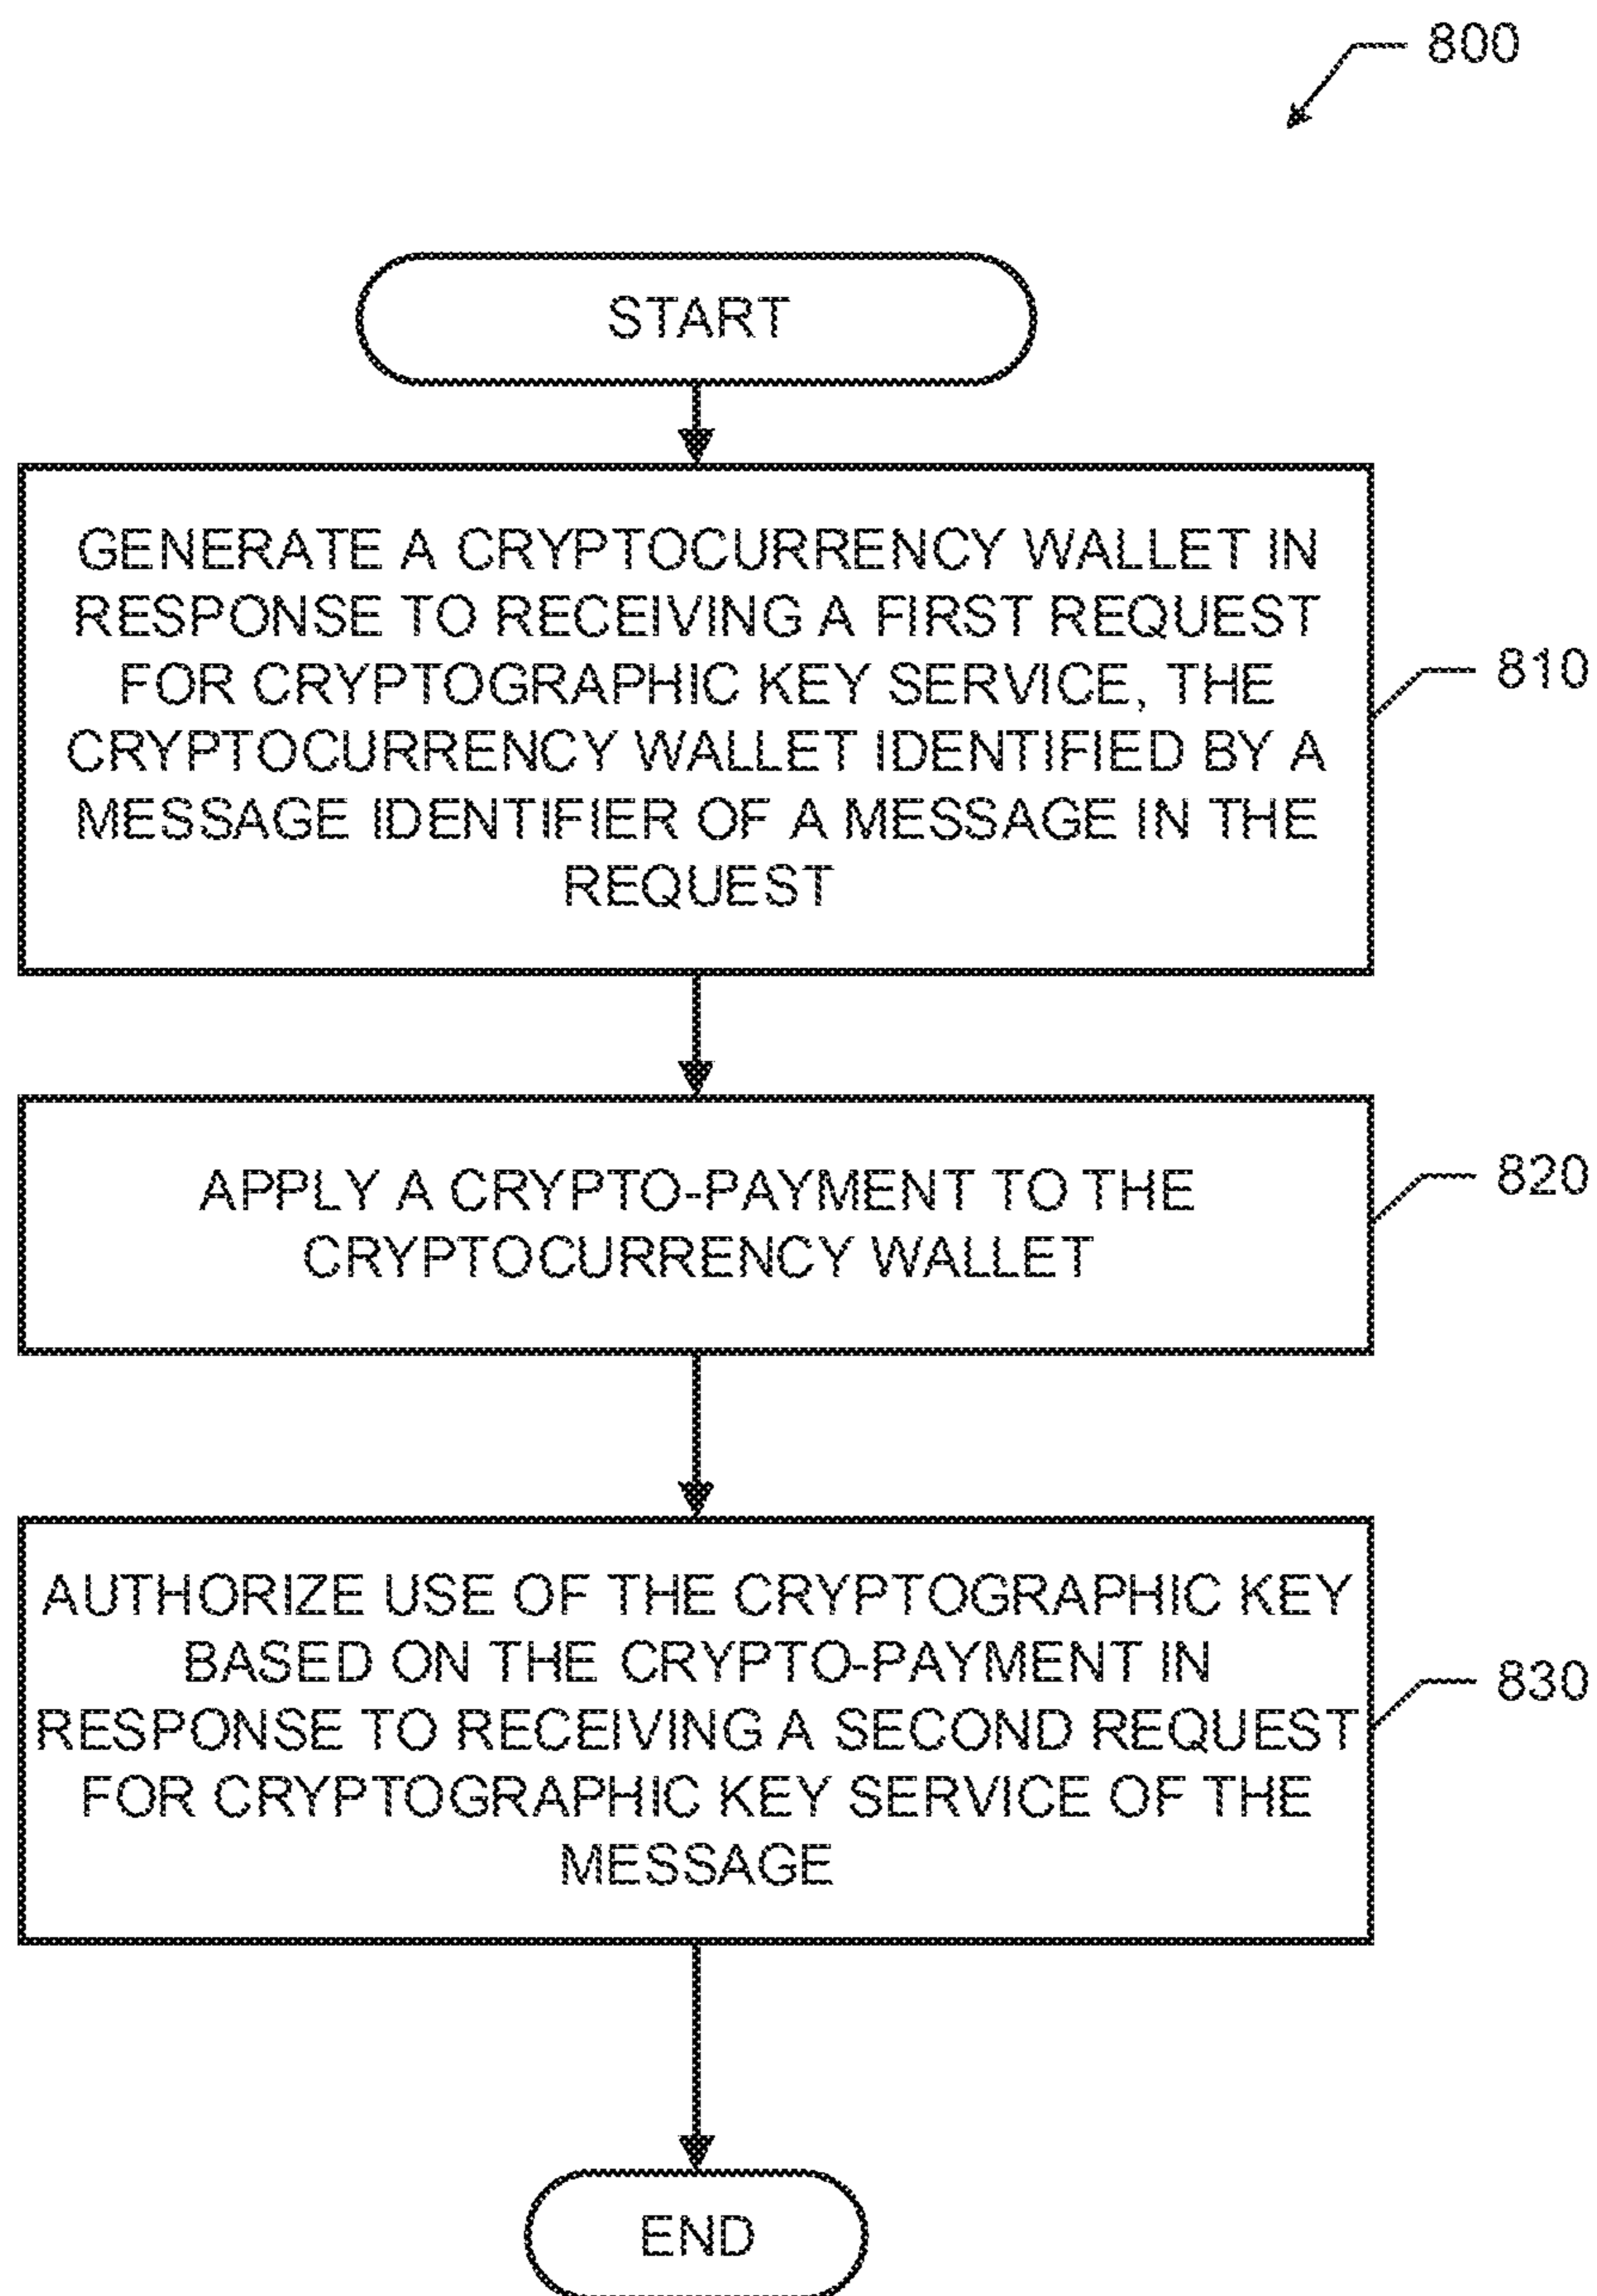 800
START
GENERATE A CRYPTOCURRENCY WALLET IN
RESPONSE TO RECEIVING A FIRST REQUEST
FOR CRYPTOGRAPHIC KEY SERVICE, THE
CRYPTOCURRENCY WALLET IDENTIFIED BY A
MESSAGE IDENTIFIER OF A MESSAGE IN THE
REQUEST
810
APPLY A CRYPTO-PAYMENT TO THE
CRYPTOCURRENCY WALLET
820
AUTHORIZE USE OF THE CRYPTOGRAPHIC KEY
BASED ON THE CRYPTO-PAYMENT IN
RESPONSE TO RECEIVING A SECOND REQUEST
FOR CRYPTOGRAPHIC KEY SERVICE OF THE
MESSAGE
830
END